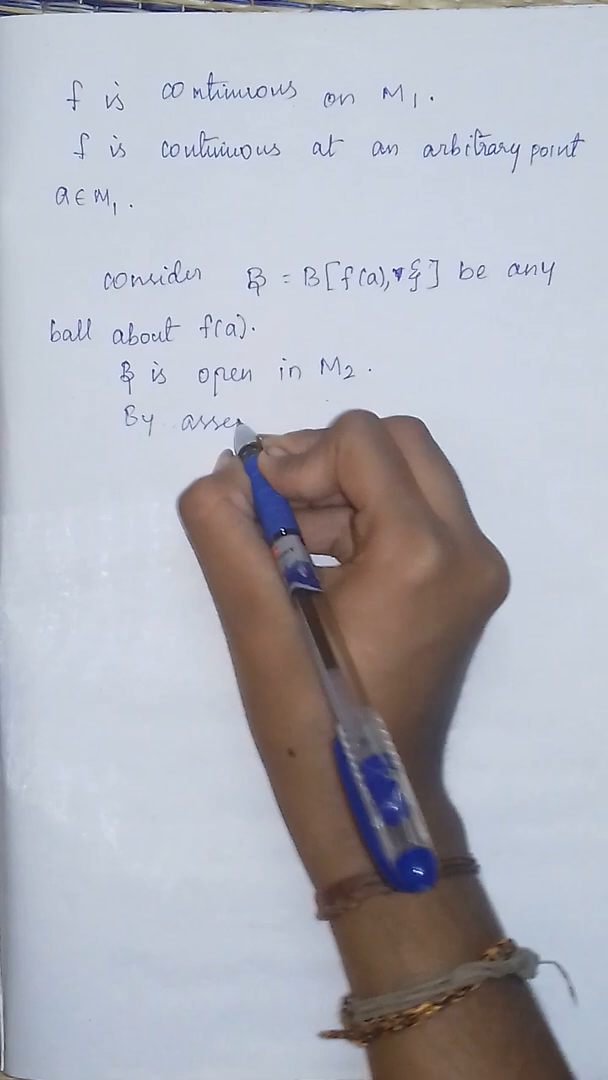 f is continuous on M₁.
f is continuous at an arbitrary point
a∈M₁.
consider B = B[f(a), ξ] be any
ball about f(a).
B is open in M₂.
By asse